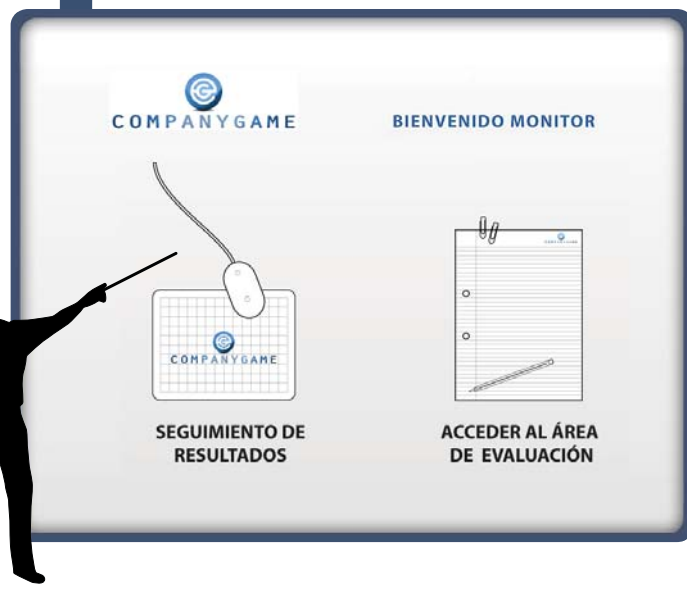 COMPANYGAME
BIENVENIDO MONITOR
COMPANYGAME
SEGUIMIENTO DE
RESULTADOS
ACCEDER AL ÁREA
DE EVALUACIÓN